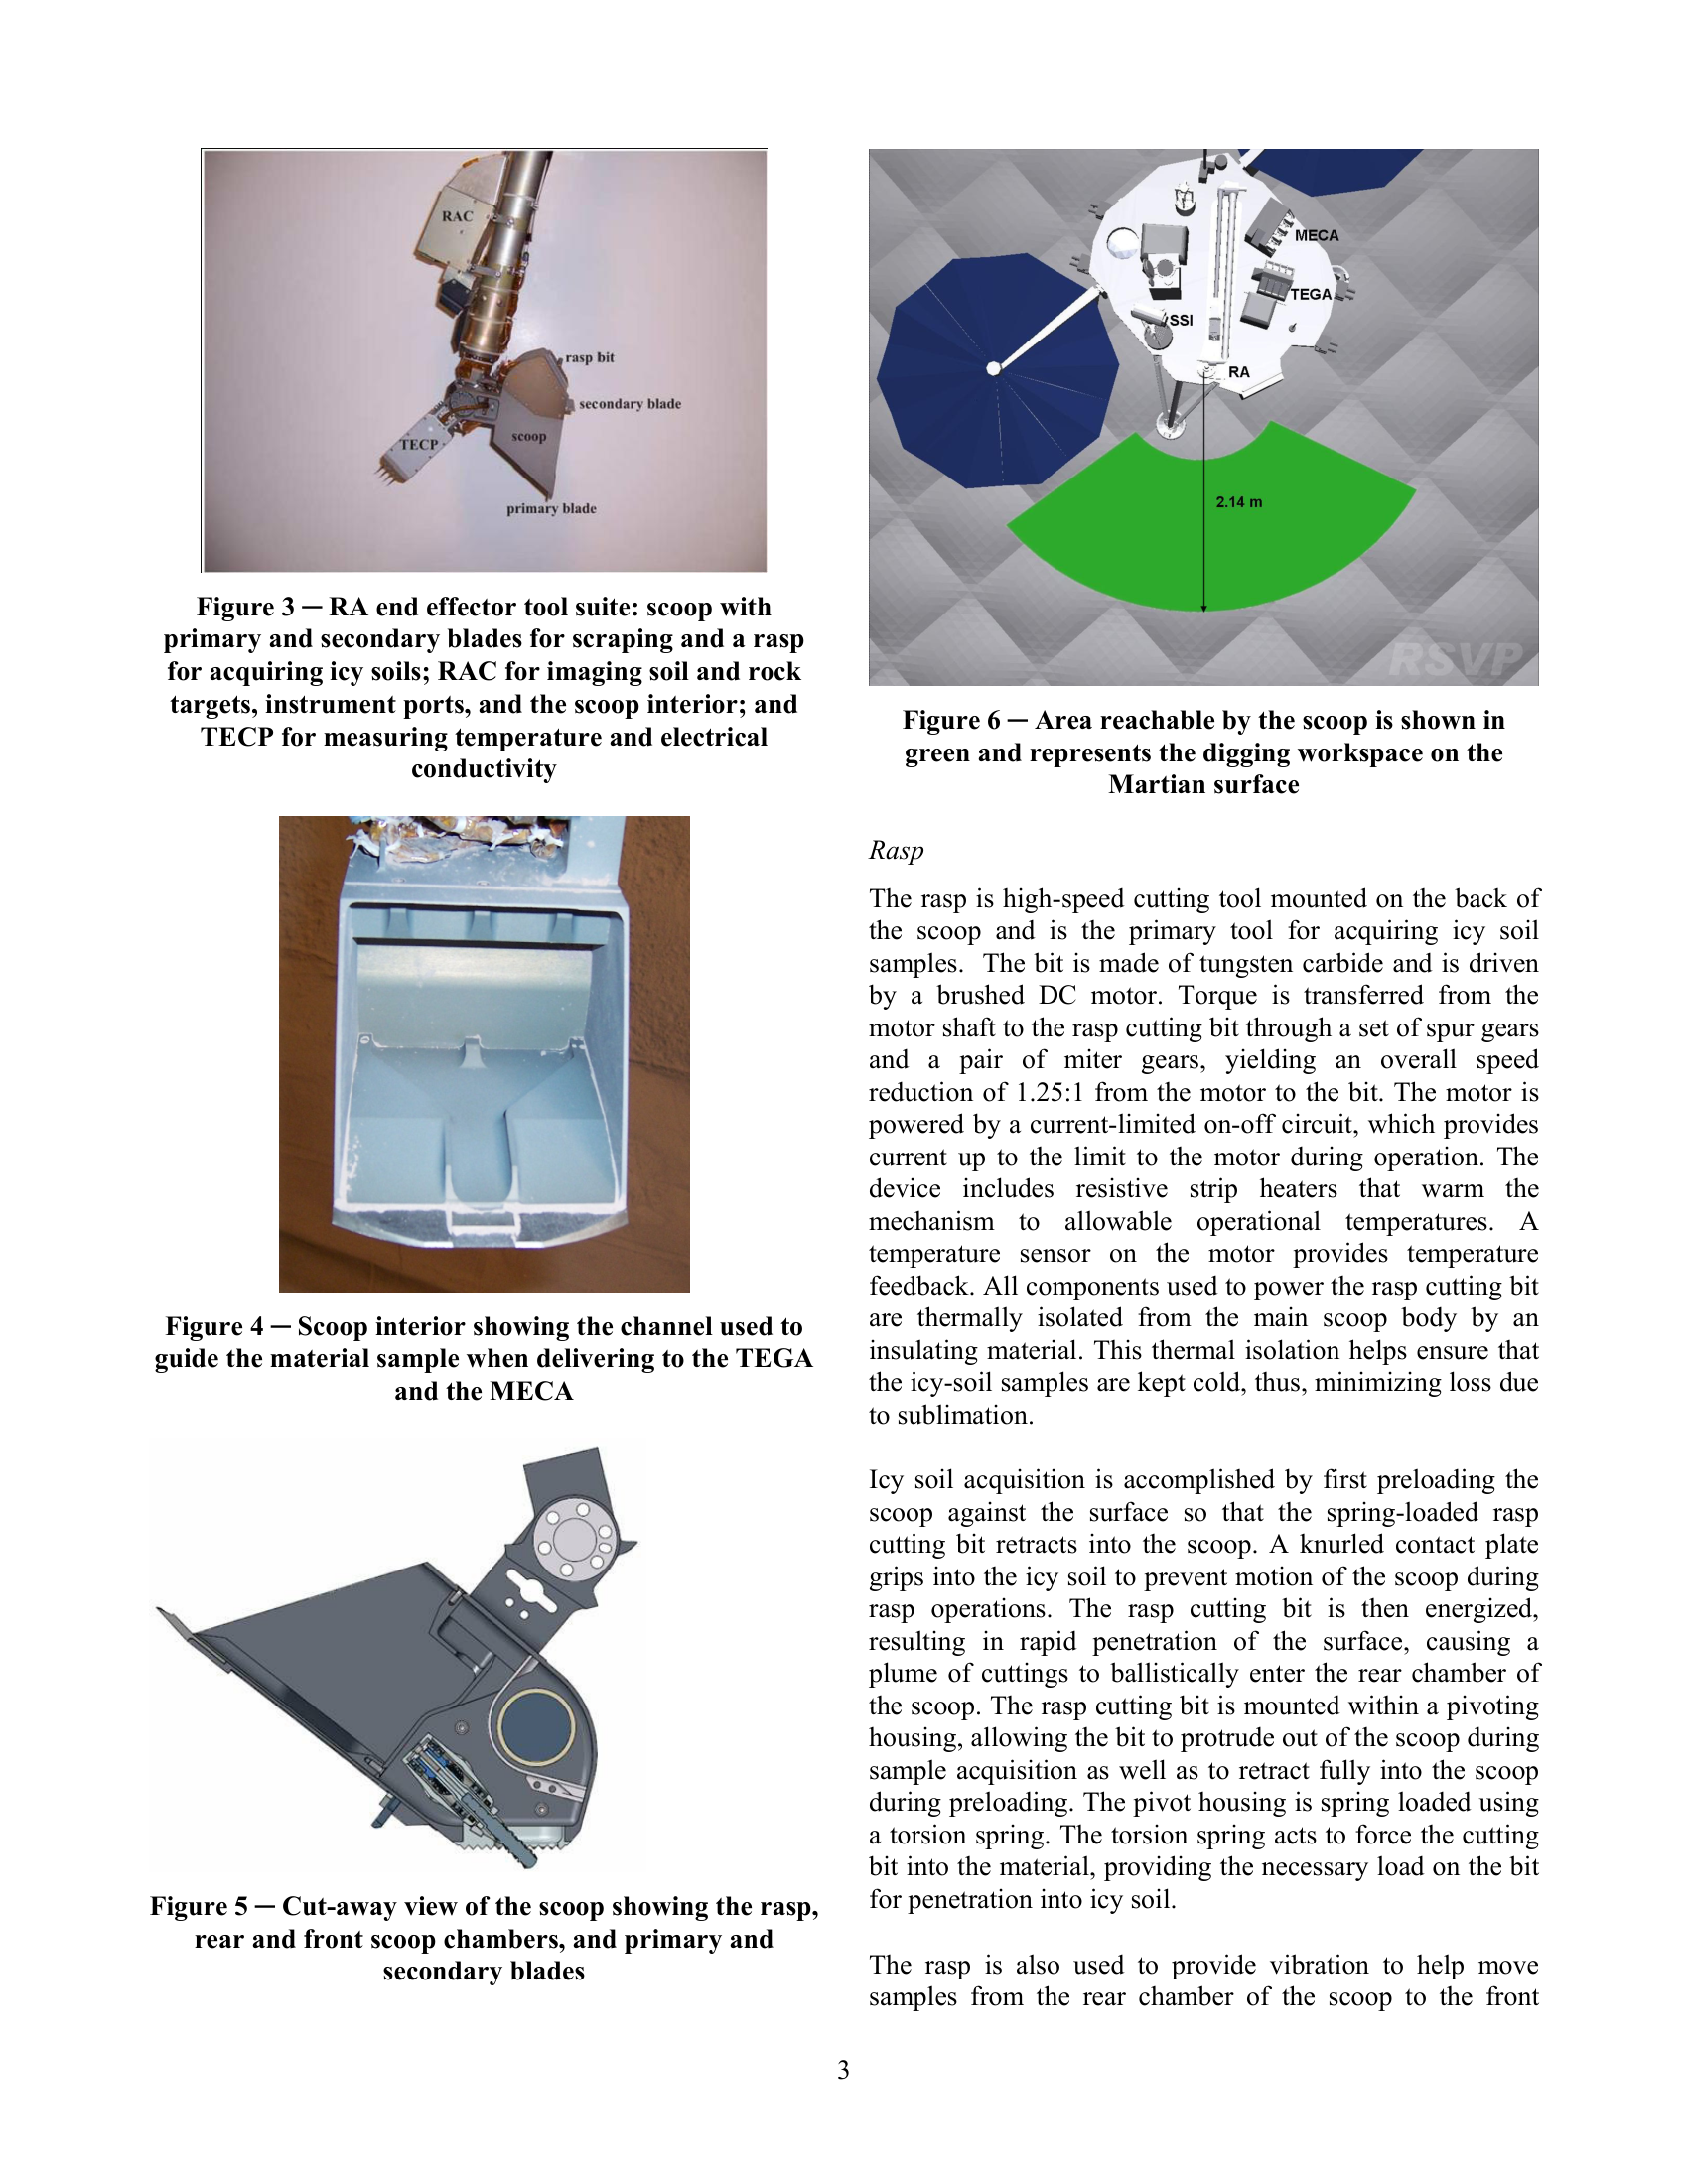 RAC
rasp bit
secondary blade
scoop
TECP
primary blade
Figure 3 — RA end effector tool suite: scoop with
primary and secondary blades for scraping and a rasp
for acquiring icy soils; RAC for imaging soil and rock
targets, instrument ports, and the scoop interior; and
TECP for measuring temperature and electrical
conductivity
Figure 4 — Scoop interior showing the channel used to
guide the material sample when delivering to the TEGA
and the MECA
Figure 5 — Cut-away view of the scoop showing the rasp,
rear and front scoop chambers, and primary and
secondary blades
MECA
TEGA
SSI
RA
2.14 m
RSVP
Figure 6 — Area reachable by the scoop is shown in
green and represents the digging workspace on the
Martian surface
Rasp
The rasp is high-speed cutting tool mounted on the back of
the scoop and is the primary tool for acquiring icy soil
samples. The bit is made of tungsten carbide and is driven
by a brushed DC motor. Torque is transferred from the
motor shaft to the rasp cutting bit through a set of spur gears
and a pair of miter gears, yielding an overall speed
reduction of 1.25:1 from the motor to the bit. The motor is
powered by a current-limited on-off circuit, which provides
current up to the limit to the motor during operation. The
device includes resistive strip heaters that warm the
mechanism to allowable operational temperatures. A
temperature sensor on the motor provides temperature
feedback. All components used to power the rasp cutting bit
are thermally isolated from the main scoop body by an
insulating material. This thermal isolation helps ensure that
the icy-soil samples are kept cold, thus, minimizing loss due
to sublimation.
Icy soil acquisition is accomplished by first preloading the
scoop against the surface so that the spring-loaded rasp
cutting bit retracts into the scoop. A knurled contact plate
grips into the icy soil to prevent motion of the scoop during
rasp operations. The rasp cutting bit is then energized,
resulting in rapid penetration of the surface, causing a
plume of cuttings to ballistically enter the rear chamber of
the scoop. The rasp cutting bit is mounted within a pivoting
housing, allowing the bit to protrude out of the scoop during
sample acquisition as well as to retract fully into the scoop
during preloading. The pivot housing is spring loaded using
a torsion spring. The torsion spring acts to force the cutting
bit into the material, providing the necessary load on the bit
for penetration into icy soil.
The rasp is also used to provide vibration to help move
samples from the rear chamber of the scoop to the front
3